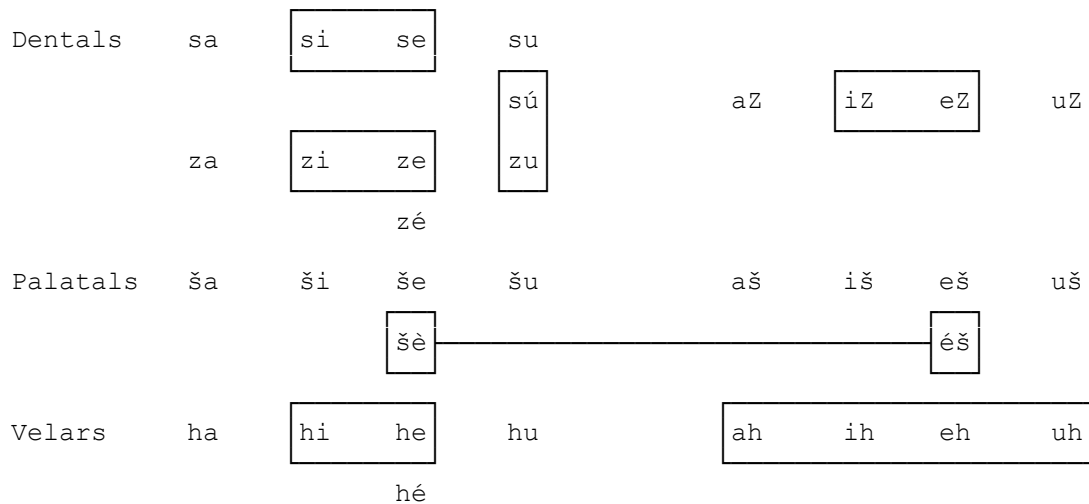 Dentals sa si se su
sú aZ iZ eZ uZ
za zi ze zu
zé
Palatals ša ši še šu aš iš eš uš
šè éš
Velars ha hi he hu ah ih eh uh
hé